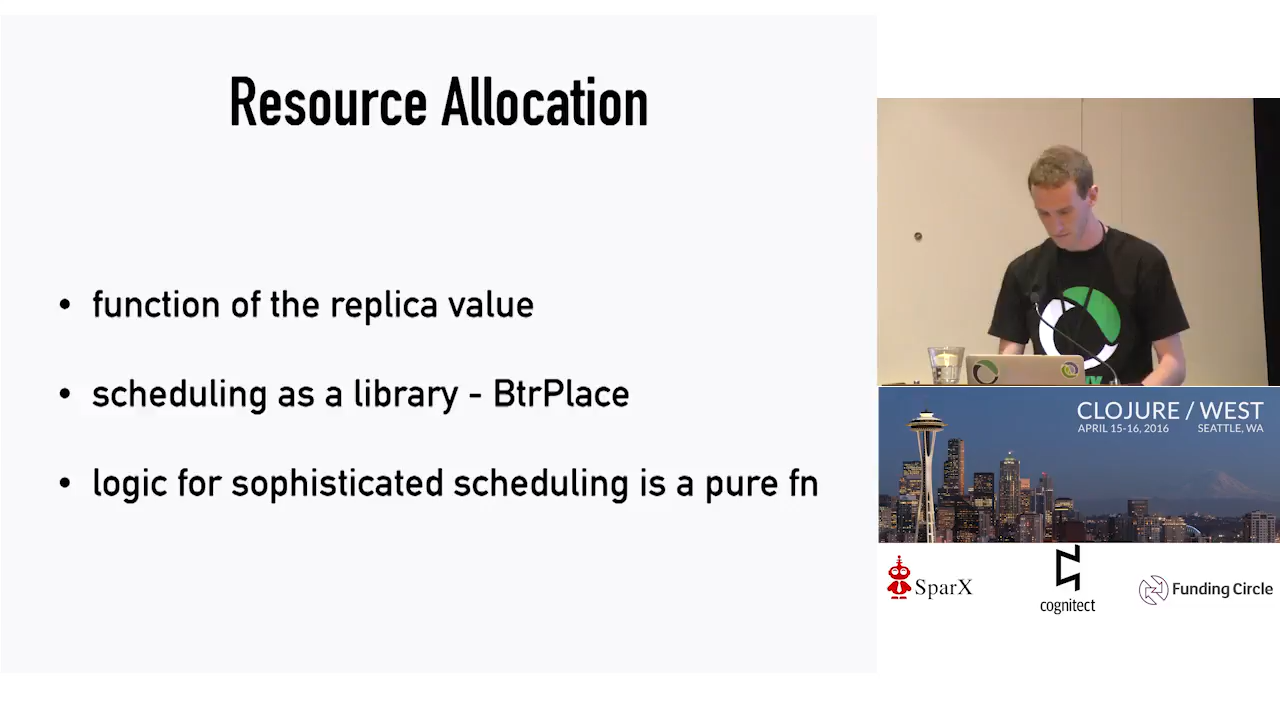 Resource Allocation
• function of the replica value
• scheduling as a library - BtrPlace
• logic for sophisticated scheduling is a pure fn
CLOJURE / WEST
APRIL 15-16, 2016 SEATTLE, WA
SparX
cognitect
Funding Circle